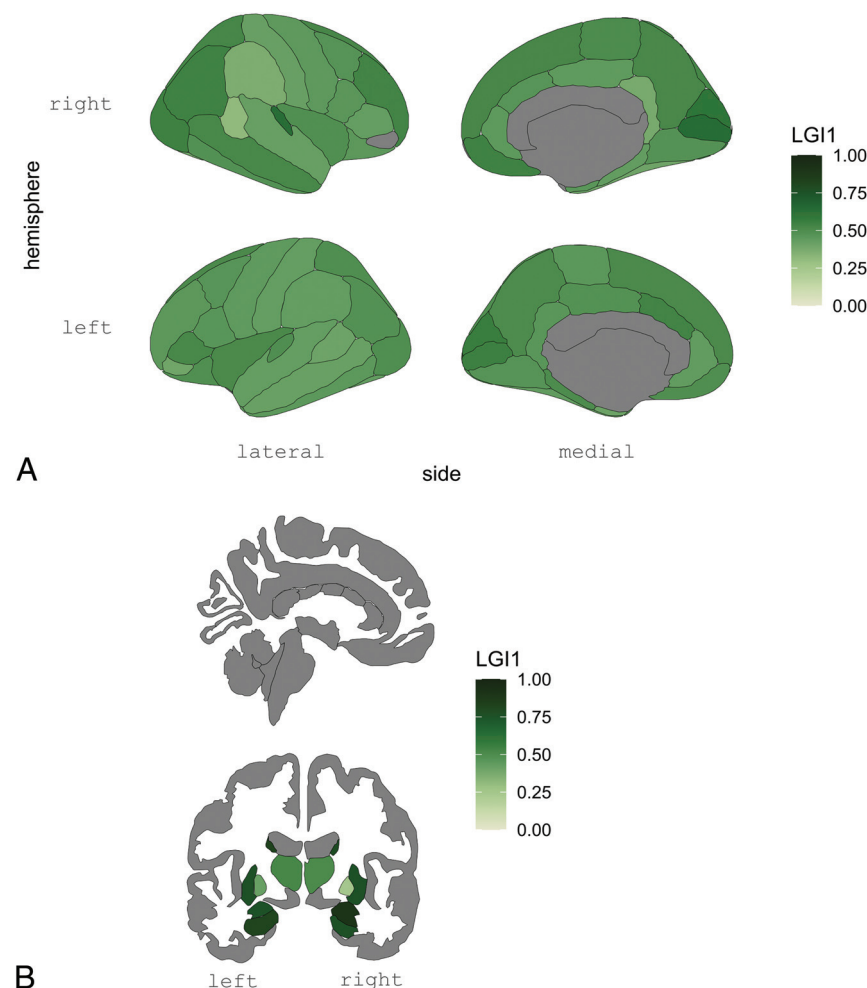 right
LGI1
1.00
0.75
0.50
0.25
0.00
hemisphere
left
lateral
medial
A
side
LGI1
1.00
0.75
0.50
0.25
0.00
B
left
right